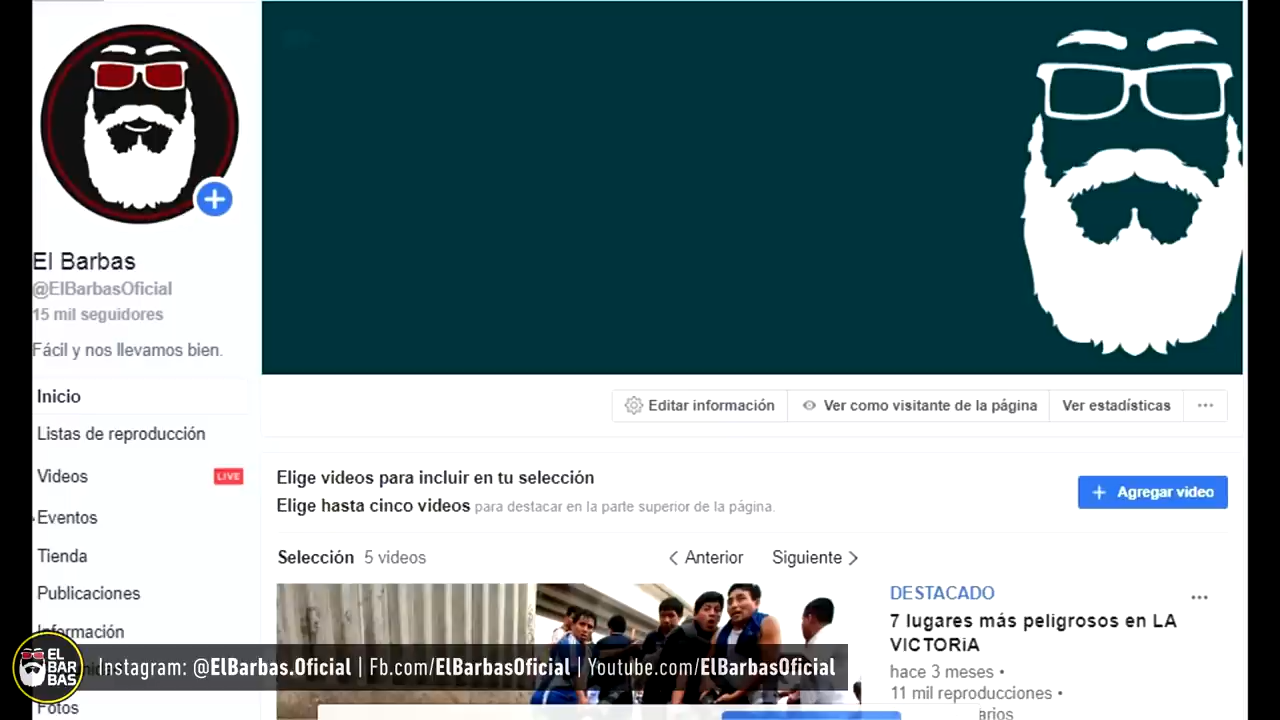 El Barbas
@ElBarbasOficial
15 mil seguidores
Fácil y nos llevamos bien.
Inicio
Listas de reproducción
Videos
LIVE
Eventos
Tienda
Publicaciones
Información
Fotos
Editar información
Ver como visitante de la página
Ver estadísticas
Elige videos para incluir en tu selección
Elige hasta cinco videos para destacar en la parte superior de la página.
+ Agregar video
Selección 5 videos
Anterior
Siguiente
DESTACADO
7 lugares más peligrosos en LA
VICTORiA
hace 3 meses •
11 mil reproducciones •
EL
BAR
BAS
Instagram: @ElBarbas.Oficial | Fb.com/ElBarbasOficial | Youtube.com/ElBarbasOficial